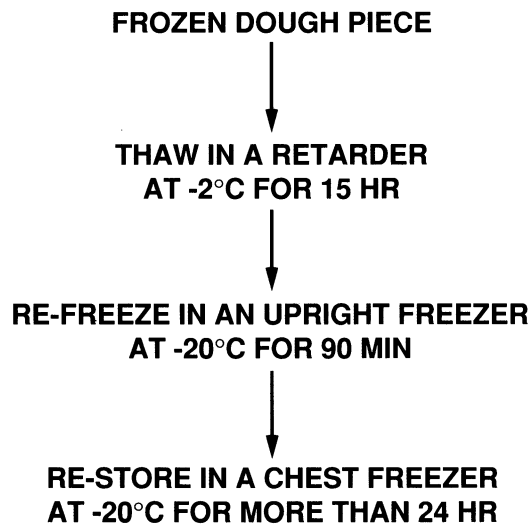 FROZEN DOUGH PIECE
THAW IN A RETARDER
AT -2°C FOR 15 HR
RE-FREEZE IN AN UPRIGHT FREEZER
AT -20°C FOR 90 MIN
RE-STORE IN A CHEST FREEZER
AT -20°C FOR MORE THAN 24 HR